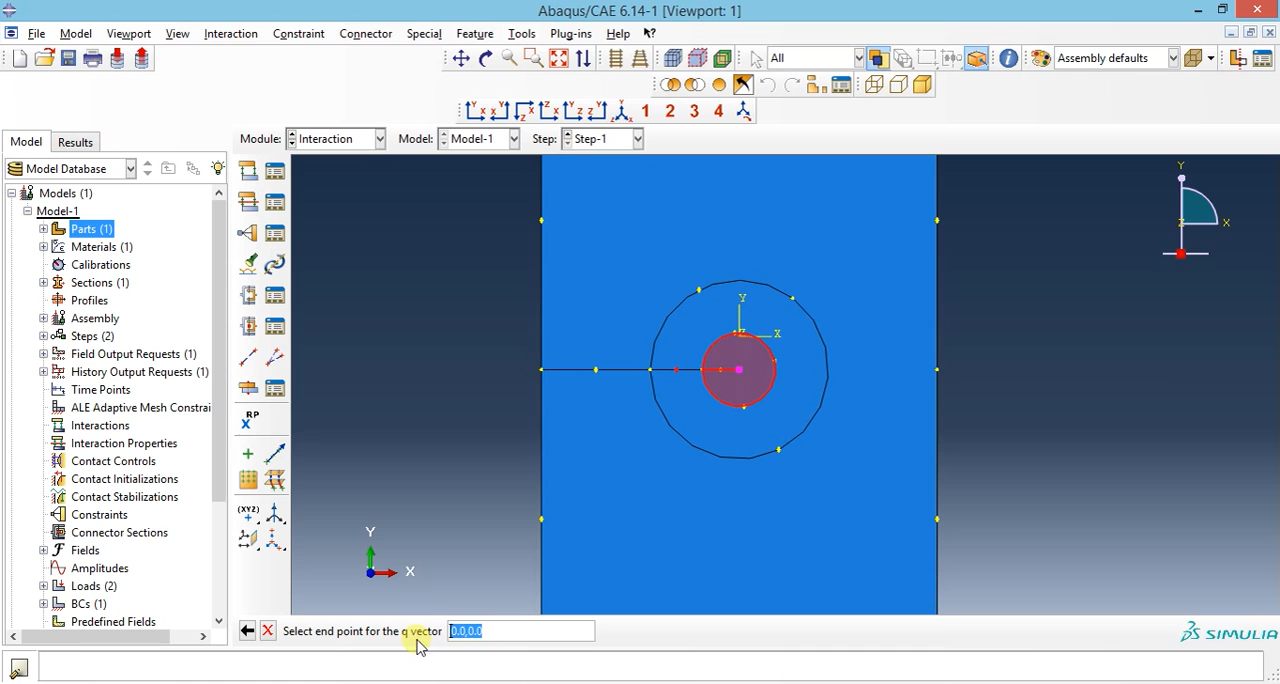 Abaqus/CAE 6.14-1 [Viewport: 1]
File Model Viewport View Interaction Constraint Connector Special Feature Tools Plug-ins Help
All
Assembly defaults
1 2 3 4
Model Results
Module: Interaction Model: Model-1 Step: Step-1
Model Database
Models (1)
Model-1
Parts (1)
Materials (1)
Calibrations
Sections (1)
Profiles
Assembly
Steps (2)
Field Output Requests (1)
History Output Requests (1)
Time Points
ALE Adaptive Mesh Constrai
Interactions
Interaction Properties
Contact Controls
Contact Initializations
Contact Stabilizations
Constraints
Connector Sections
Fields
Amplitudes
Loads (2)
BCs (1)
Predefined Fields
RP
(XYZ)
Y
X
Z
Y
X
Y
X
Select end point for the q vector 0.0,0.0
SIMULIA